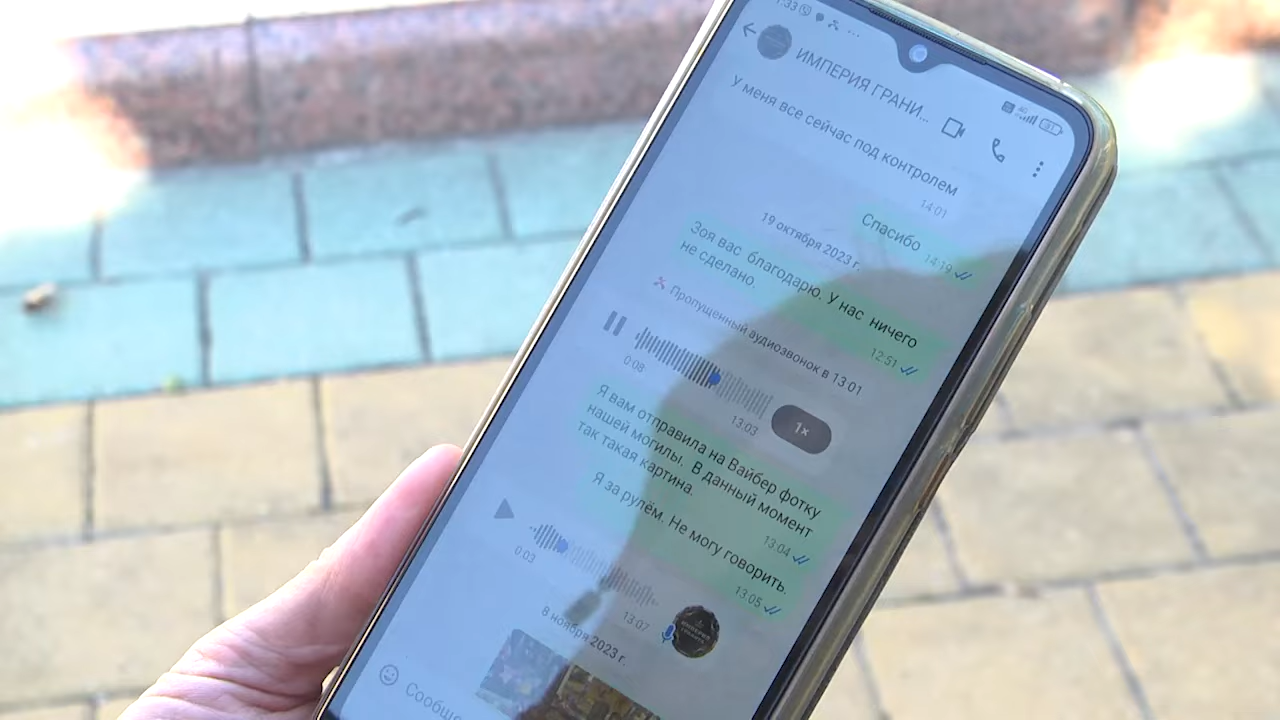 ИМПЕРИЯ ГРАНИ...
У меня все сейчас под контролем
14:01
Спасибо
14:19
19 октября 2023 г.
Зоя вас благодарю. У нас ничего
не сделано.
12:51
Пропущенный аудиозвонок в 13:01
0:08
13:03
1×
Я вам отправила на Вайбер фотку
нашей могилы. В данный момент
так такая картина.
13:04
Я за рулём. Не могу говорить.
13:05
0:03
13:07
ИМПЕРИЯ
8 ноября 2023 г.
Сообще